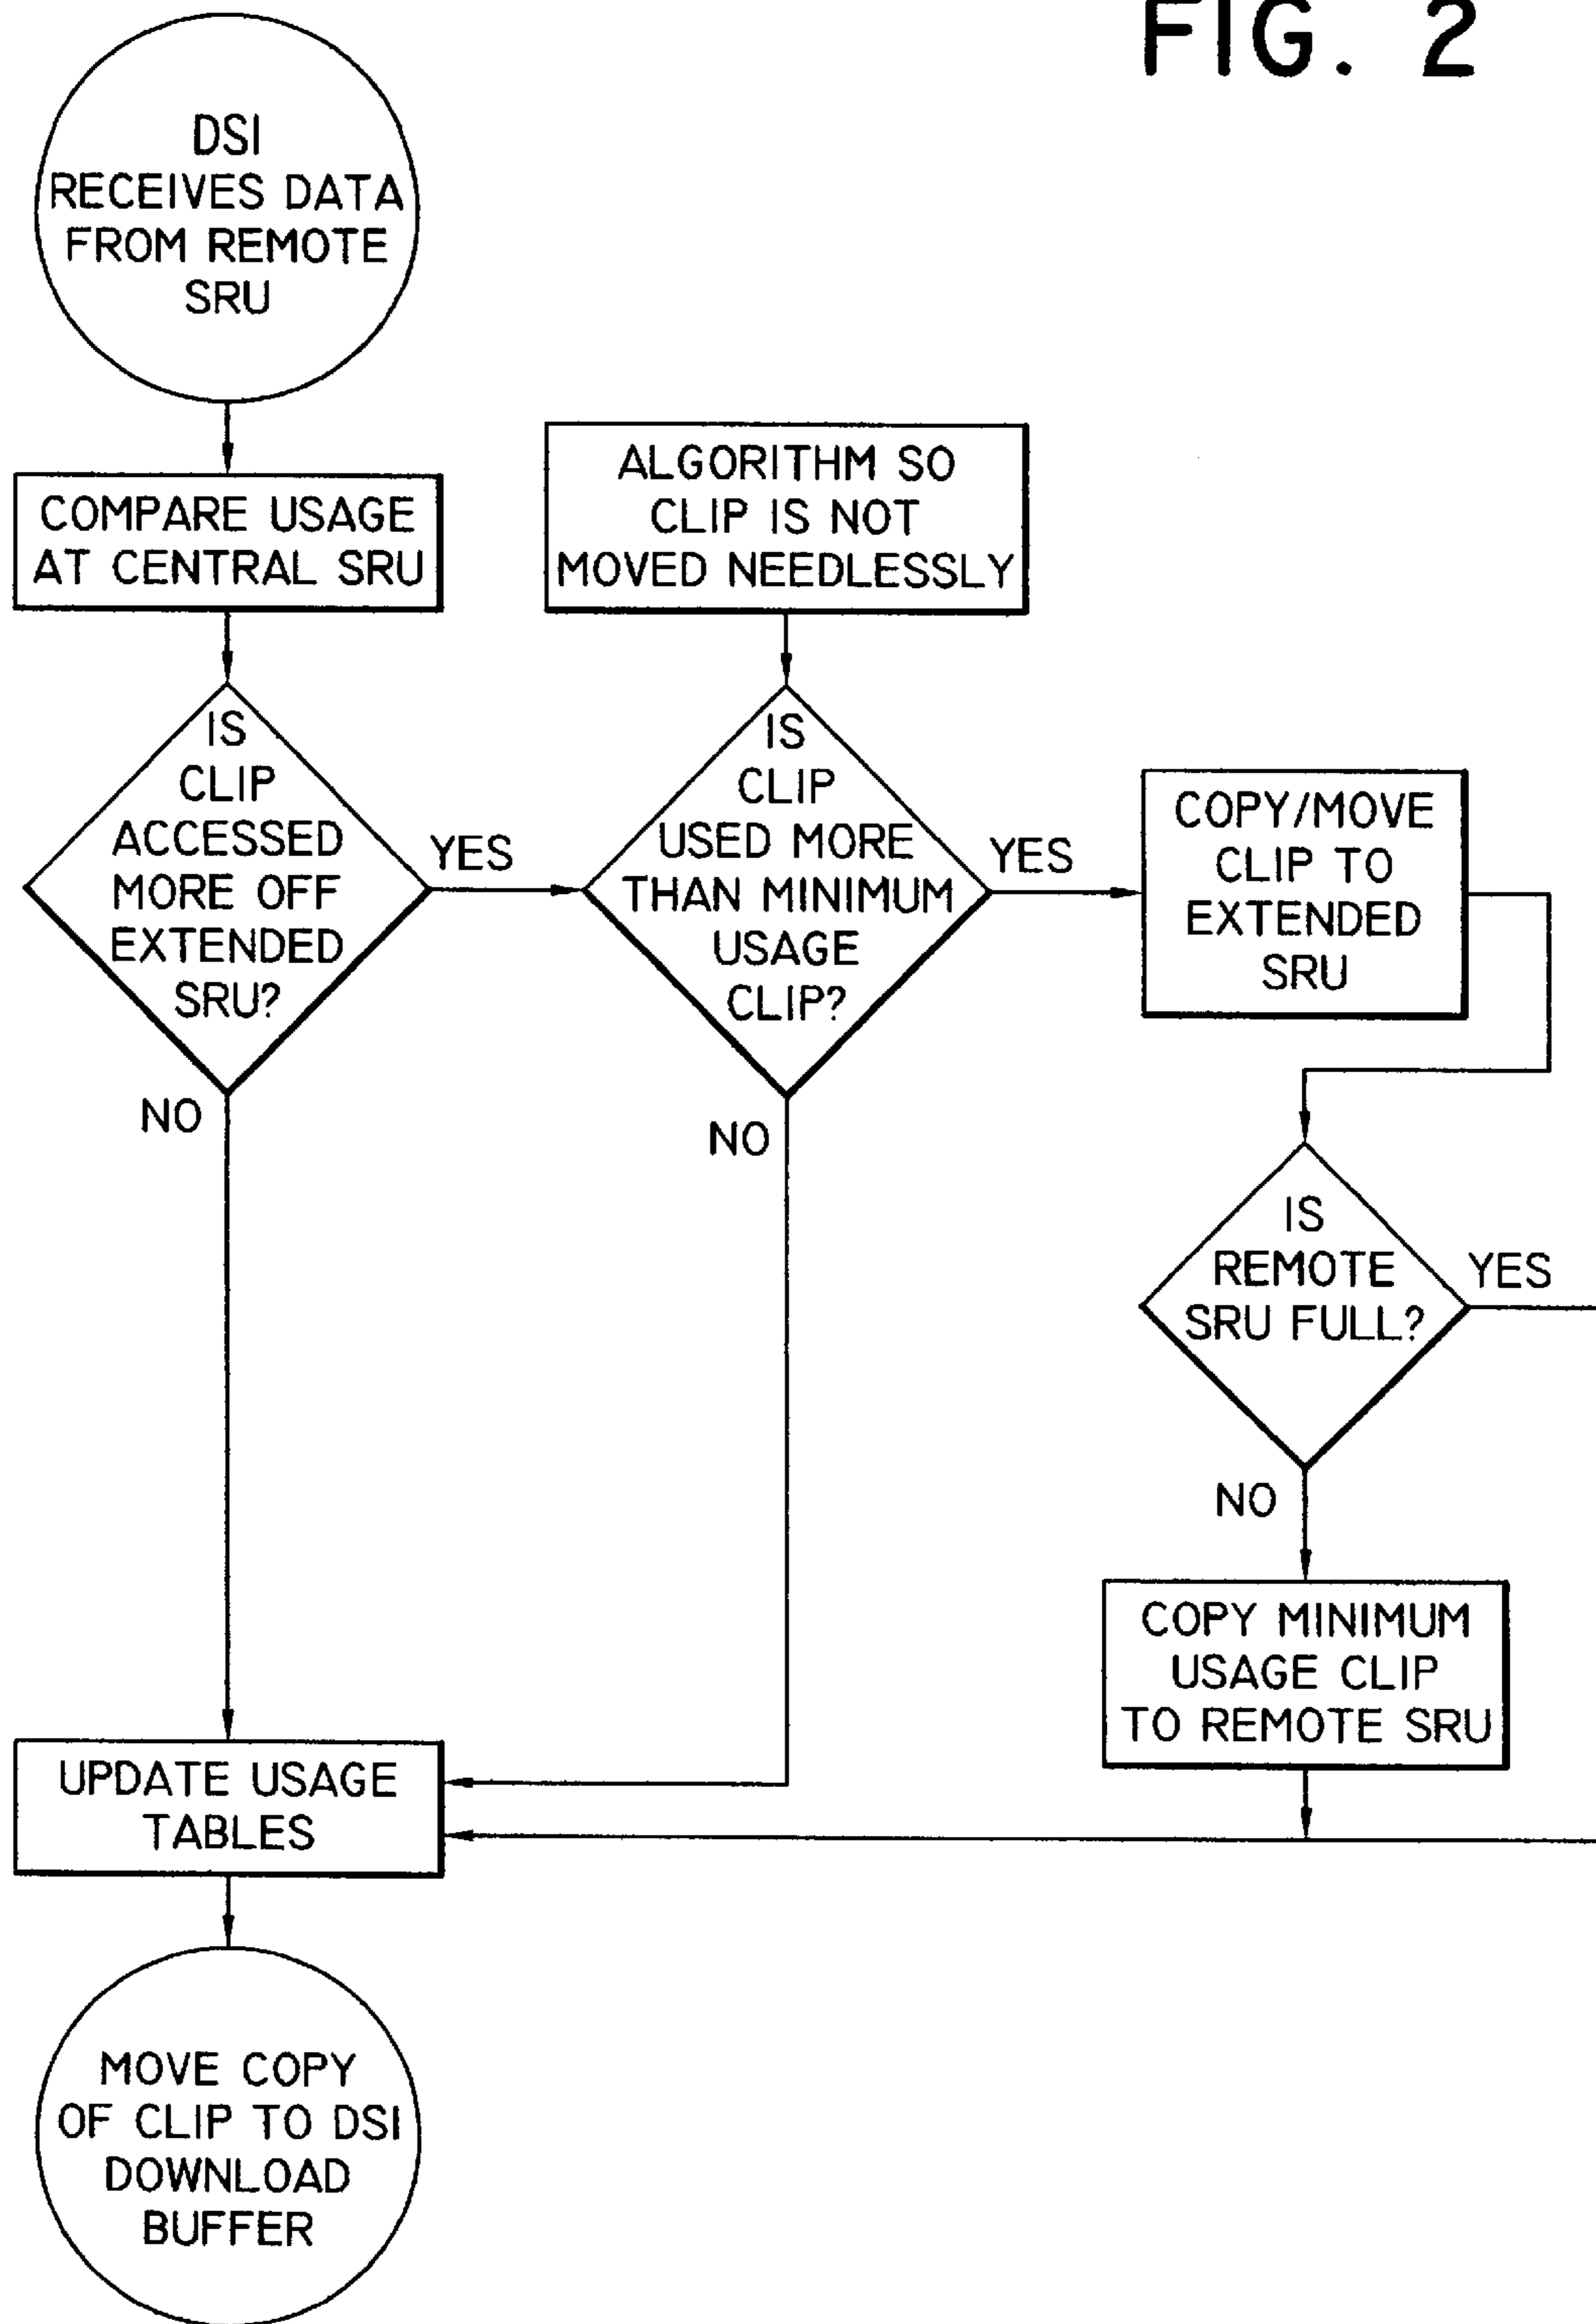 FIG. 2
DSI
RECEIVES DATA
FROM REMOTE
SRU
COMPARE USAGE
AT CENTRAL SRU
ALGORITHM SO
CLIP IS NOT
MOVED NEEDLESSLY
IS
CLIP
ACCESSED
MORE OFF
EXTENDED
SRU?
YES
NO
IS
CLIP
USED MORE
THAN MINIMUM
USAGE
CLIP?
YES
NO
COPY/MOVE
CLIP TO
EXTENDED
SRU
IS
REMOTE
SRU FULL?
YES
NO
COPY MINIMUM
USAGE CLIP
TO REMOTE SRU
UPDATE USAGE
TABLES
MOVE COPY
OF CLIP TO DSI
DOWNLOAD
BUFFER